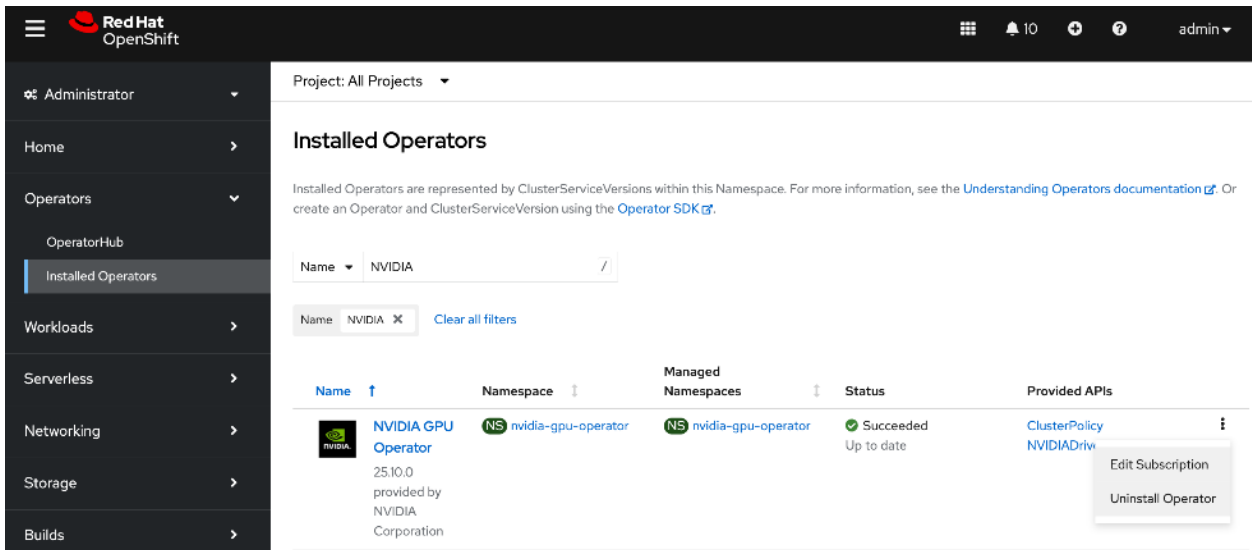 Red Hat
OpenShift
10
admin
Administrator
Home
Operators
OperatorHub
Installed Operators
Workloads
Serverless
Networking
Storage
Builds
Project: All Projects
Installed Operators
Installed Operators are represented by ClusterServiceVersions within this Namespace. For more information, see the Understanding Operators documentation. Or
create an Operator and ClusterServiceVersion using the Operator SDK.
Name NVIDIA /
Name NVIDIA Clear all filters
Name Namespace Managed Namespaces Status Provided APIs
NVIDIA
NVIDIA GPU
Operator
25.10.0
provided by
NVIDIA
Corporation
NS nvidia-gpu-operator
NS nvidia-gpu-operator
Succeeded
Up to date
ClusterPolicy
NVIDIADriv
Edit Subscription
Uninstall Operator